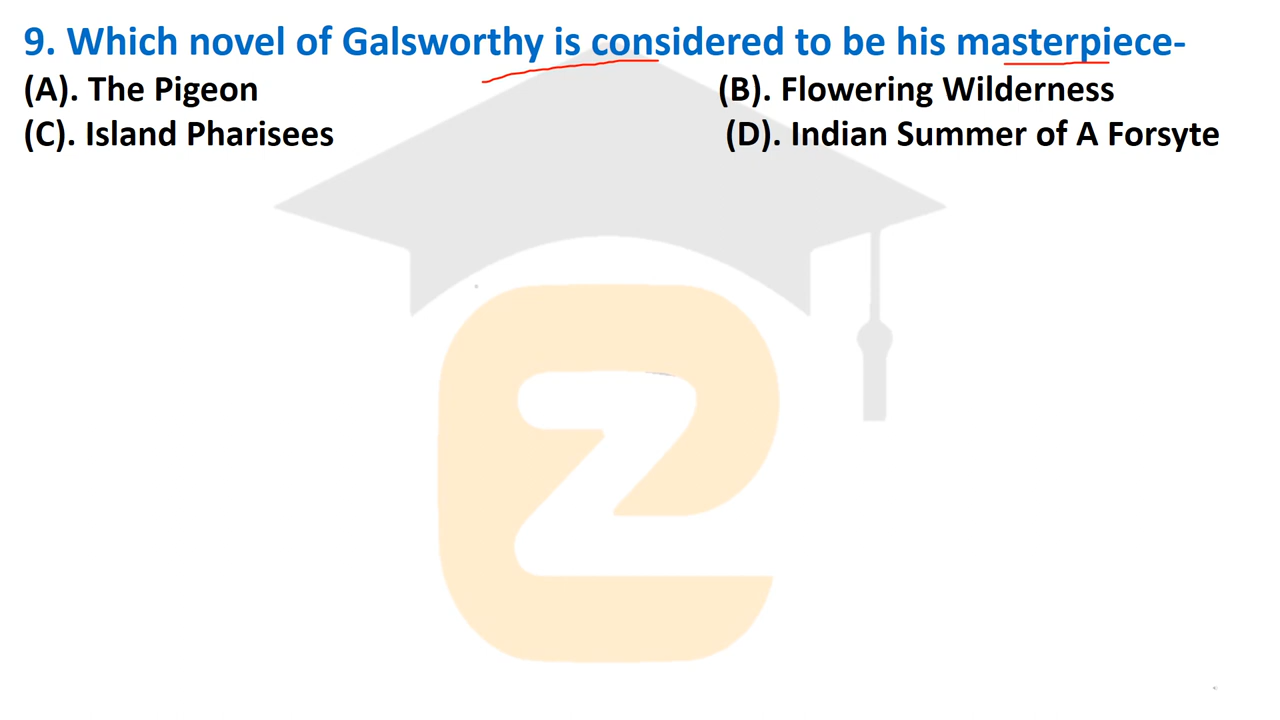 9. Which novel of Galsworthy is considered to be his masterpiece-
(A). The Pigeon (B). Flowering Wilderness
(C). Island Pharisees (D). Indian Summer of A Forsyte